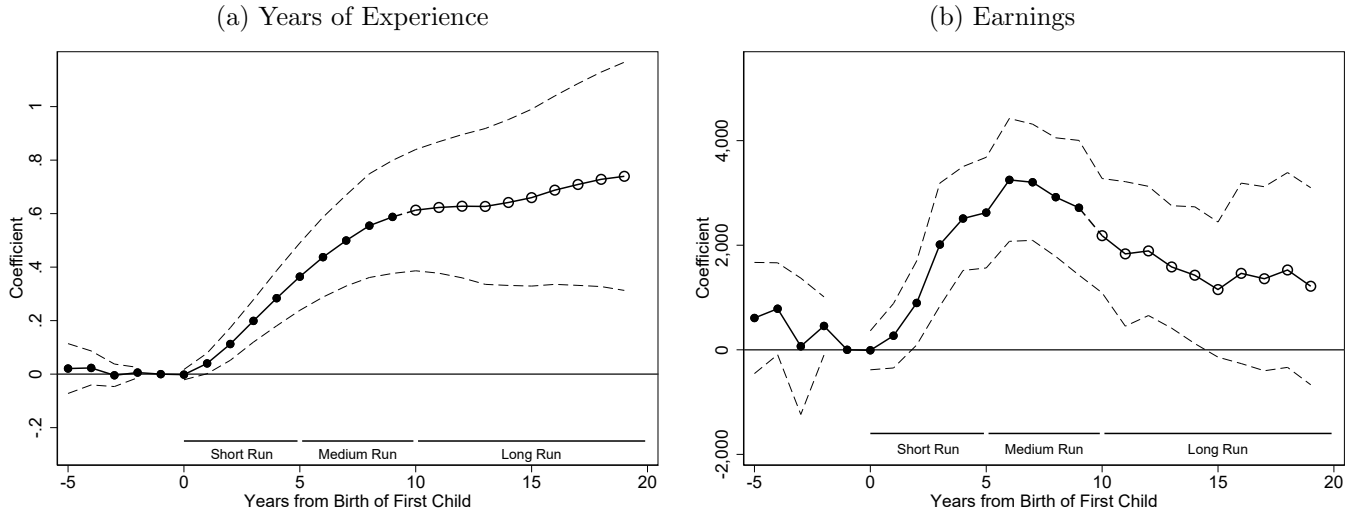 (a) Years of Experience
Coefficient
1
.8
.6
.4
.2
0
-.2
Short Run
Medium Run
Long Run
-5
0
5
10
15
20
Years from Birth of First Child
(b) Earnings
Coefficient
4,000
2,000
0
-2,000
Short Run
Medium Run
Long Run
-5
0
5
10
15
20
Years from Birth of First Child